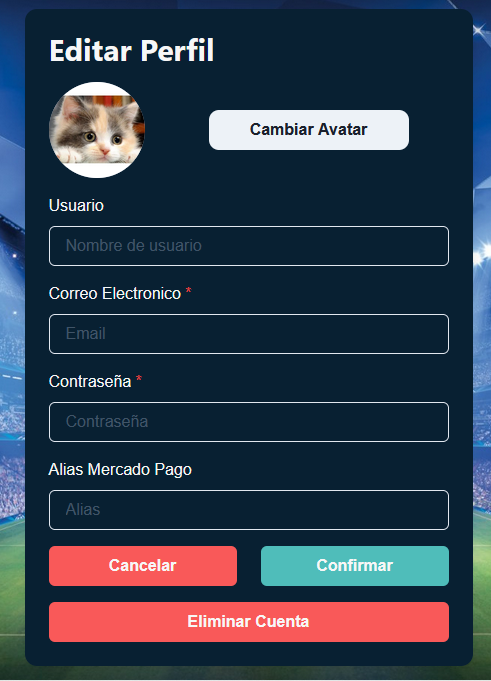 Editar Perfil
Cambiar Avatar
Usuario
Nombre de usuario
Correo Electronico *
Email
Contraseña *
Contraseña
Alias Mercado Pago
Alias
Cancelar
Confirmar
Eliminar Cuenta